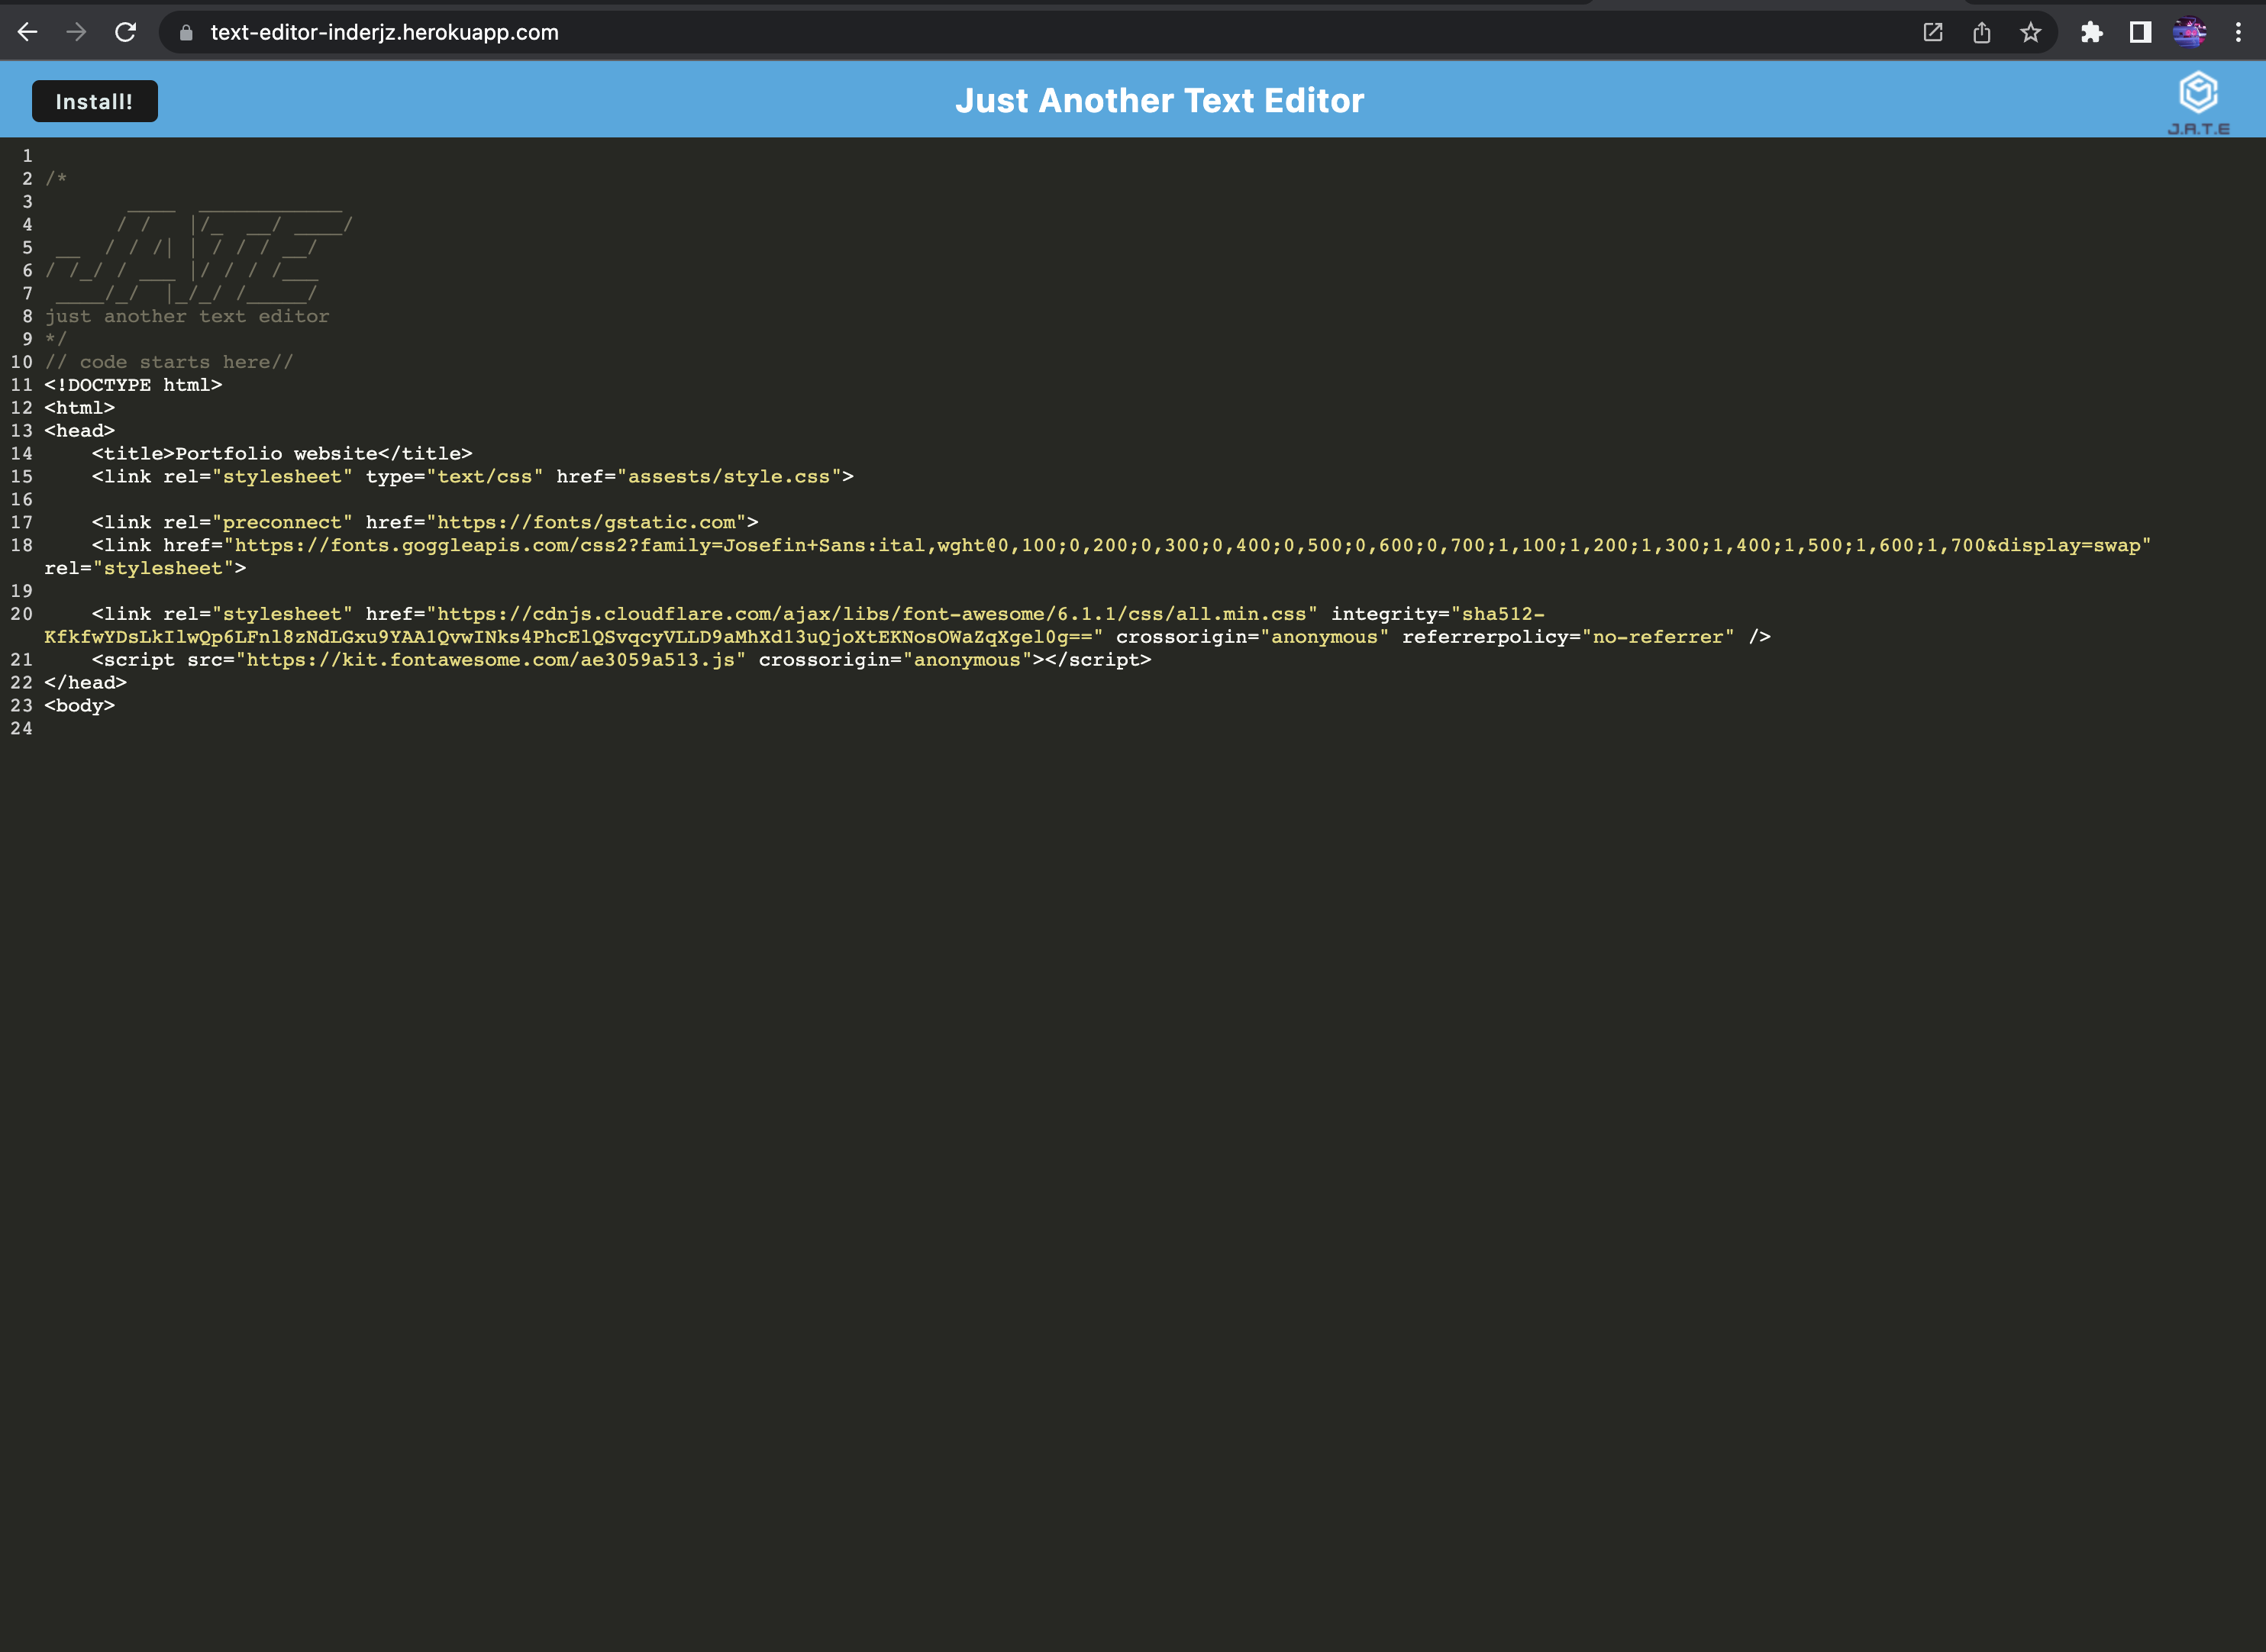 text-editor-inderjz.herokuapp.com
Install!
Just Another Text Editor
J.A.T.E
1
2 /*
3        ____  ____________
4       / /   |/_  __/ ____/
5  __  / / /| | / / / __/
6 / /_/ / ___ |/ / / /___
7  ____/_/  |_/_/ /_____/
8 just another text editor
9 */
10 // code starts here//
11 <!DOCTYPE html>
12 <html>
13 <head>
14     <title>Portfolio website</title>
15     <link rel="stylesheet" type="text/css" href="assests/style.css">
16
17     <link rel="preconnect" href="https://fonts/gstatic.com">
18     <link href="https://fonts.goggleapis.com/css2?family=Josefin+Sans:ital,wght@0,100;0,200;0,300;0,400;0,500;0,600;0,700;1,100;1,200;1,300;1,400;1,500;1,600;1,700&display=swap"
rel="stylesheet">
19
20     <link rel="stylesheet" href="https://cdnjs.cloudflare.com/ajax/libs/font-awesome/6.1.1/css/all.min.css" integrity="sha512-
KfkfwYDsLkIlwQp6LFnl8zNdLGxu9YAA1QvwINks4PhcElQSvqcyVLLD9aMhXd13uQjoXtEKNosOWaZqXgel0g==" crossorigin="anonymous" referrerpolicy="no-referrer" />
21     <script src="https://kit.fontawesome.com/ae3059a513.js" crossorigin="anonymous"></script>
22 </head>
23 <body>
24